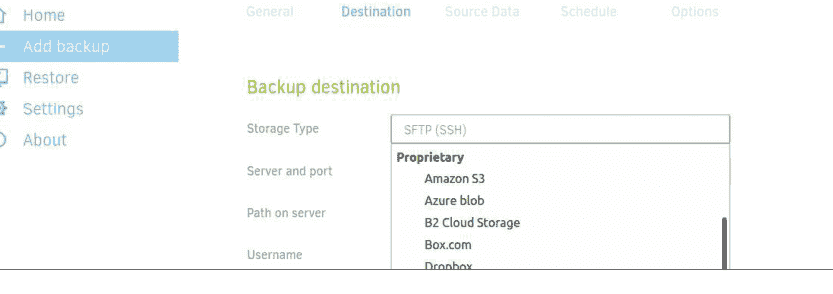 Home
General Destination Source Data Schedule Options
Add backup
Restore
Backup destination
Settings
Storage Type SFTP (SSH)
About
Proprietary
Server and port
Amazon S3
Azure blob
Path on server
B2 Cloud Storage
Box.com
Username
Dropbox